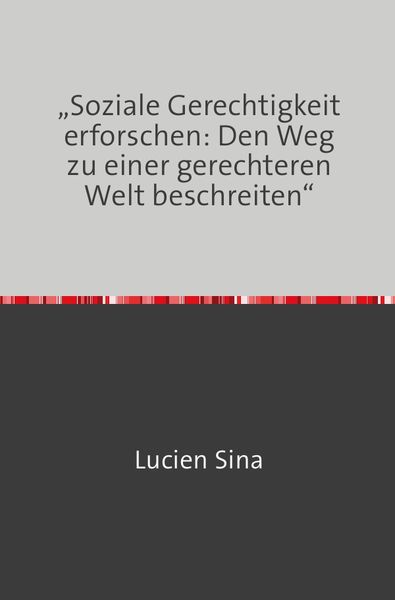 „Soziale Gerechtigkeit
erforschen: Den Weg
zu einer gerechteren
Welt beschreiten“
Lucien Sina